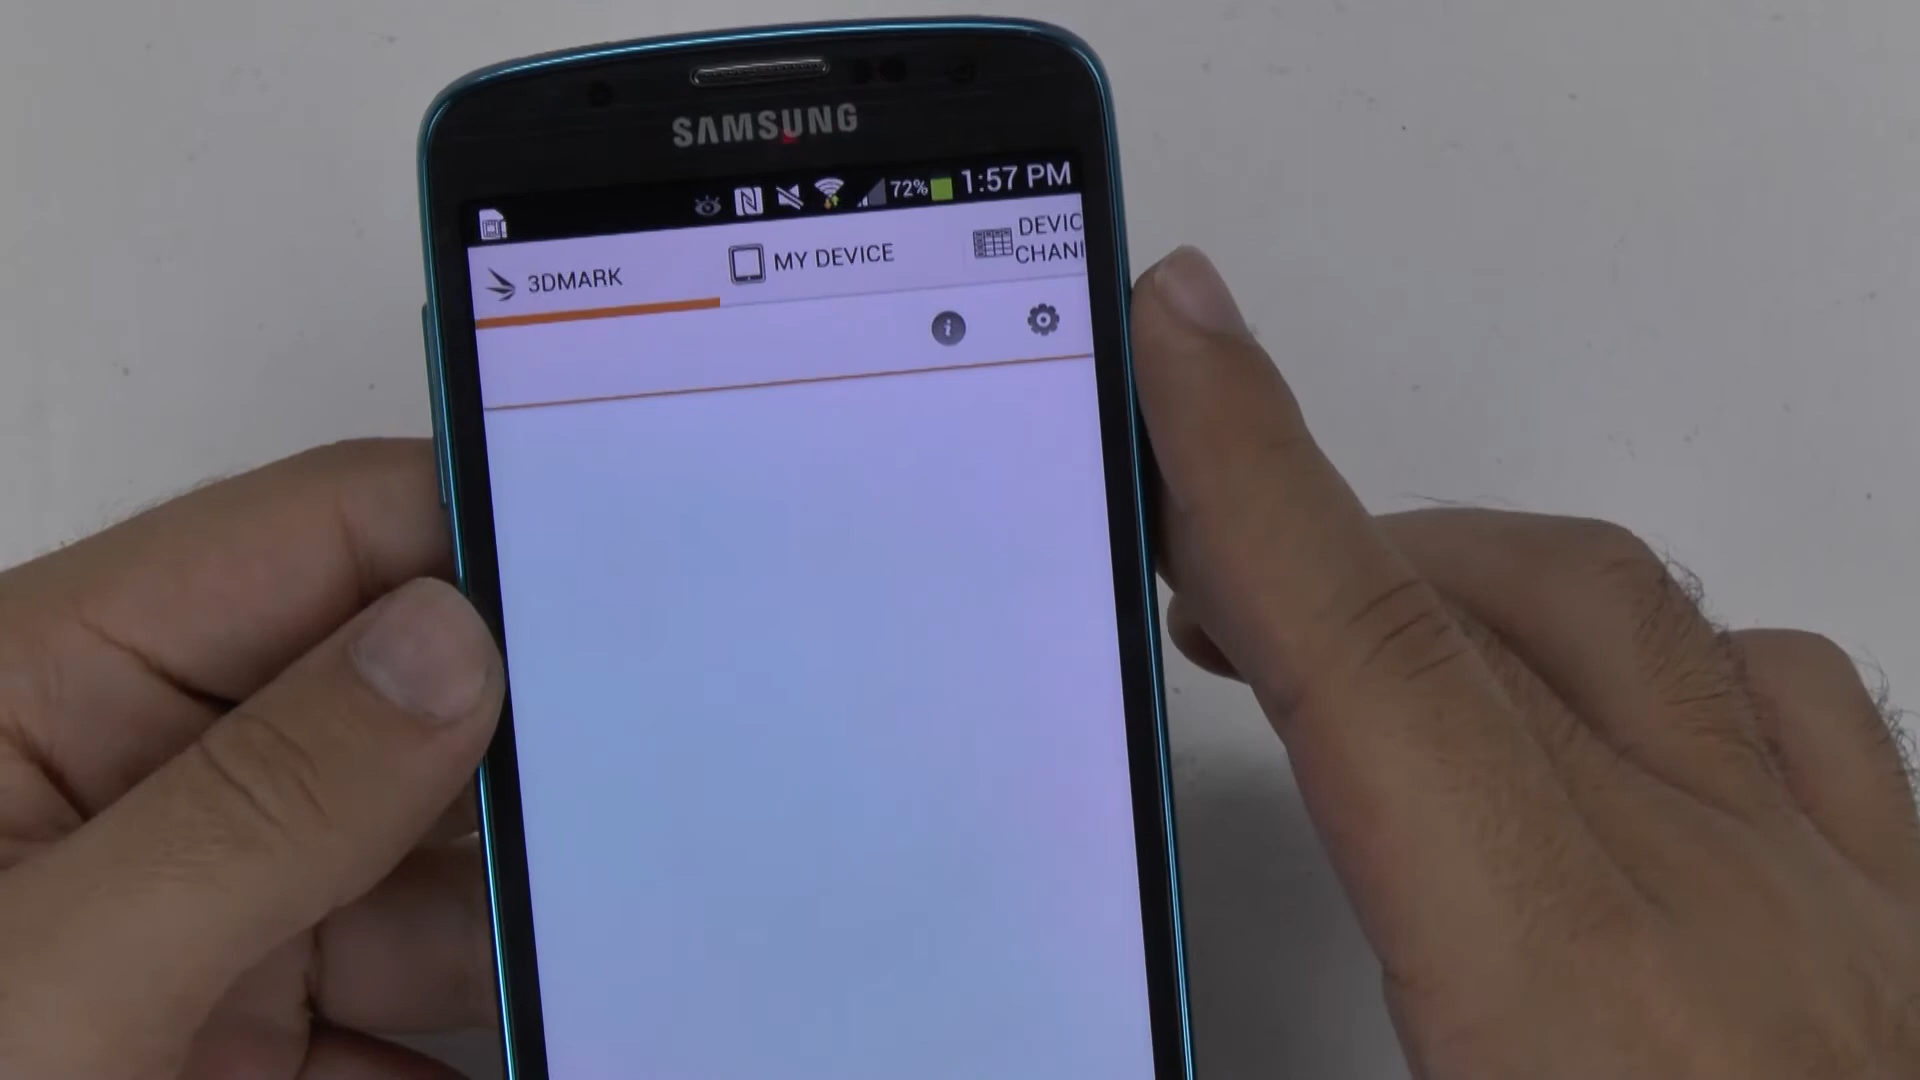 SAMSUNG
72% 1:57 PM
3DMARK
MY DEVICE
DEVIC
CHANI